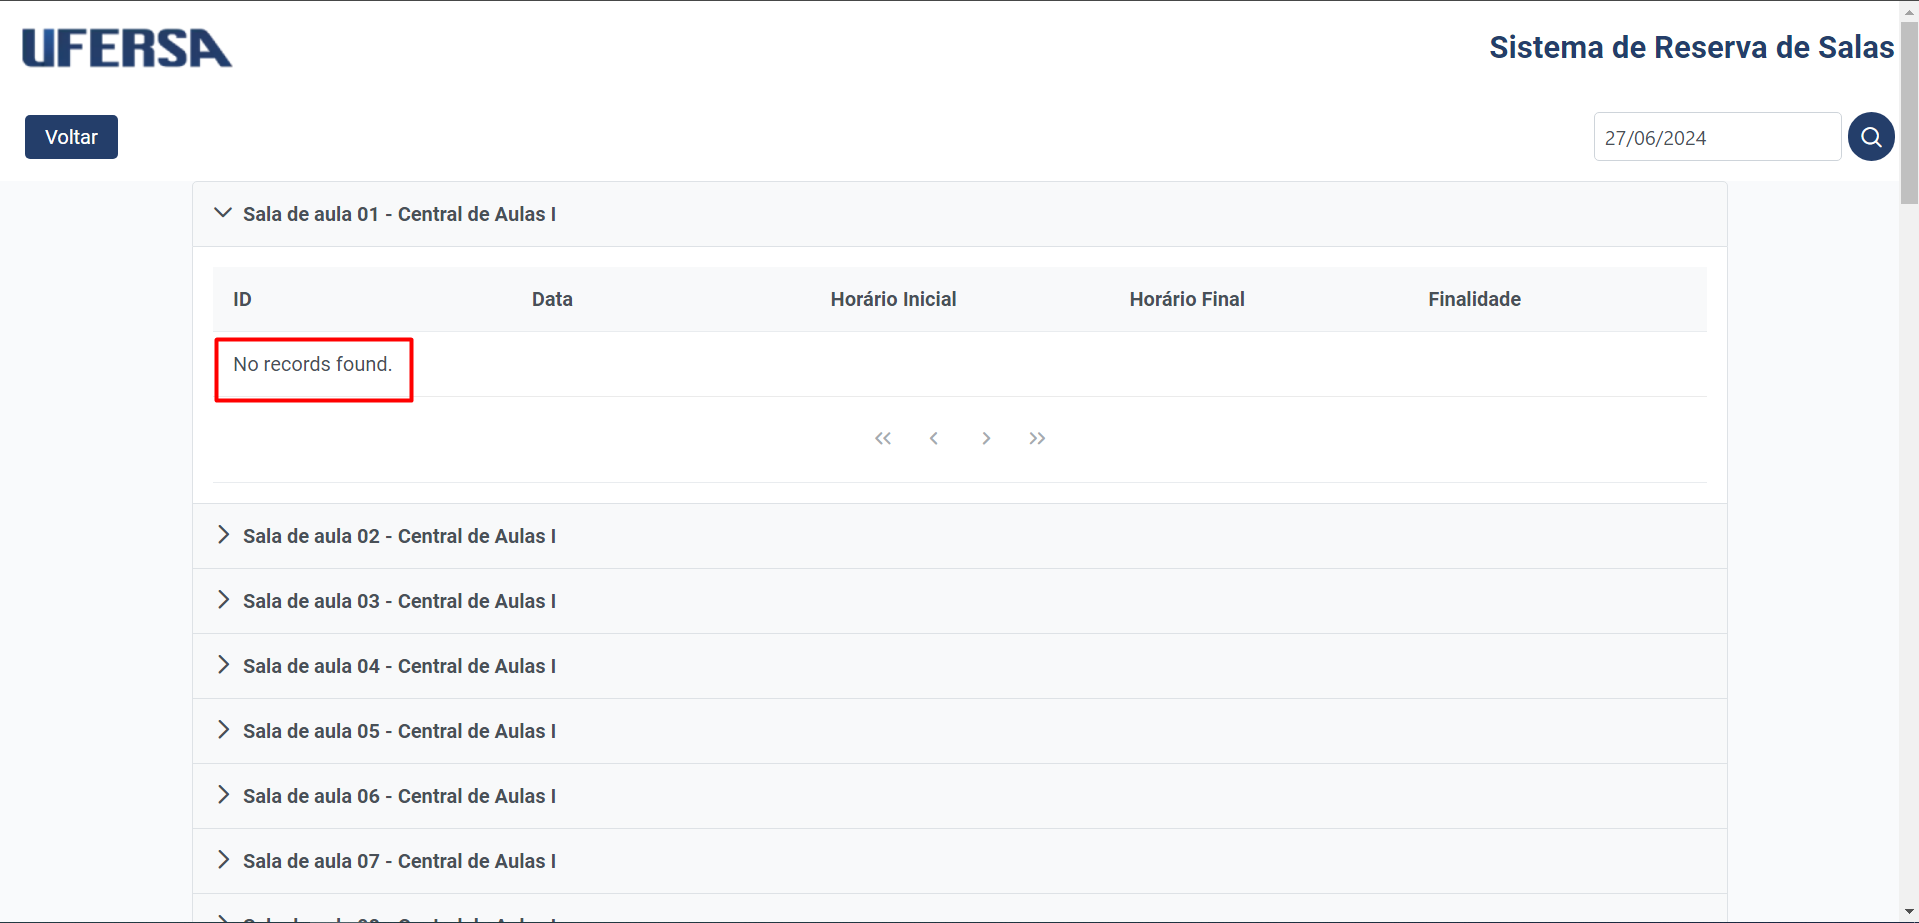 UFERSA
Sistema de Reserva de Salas
Voltar
27/06/2024
Sala de aula 01 - Central de Aulas I
ID Data Horário Inicial Horário Final Finalidade
No records found.
Sala de aula 02 - Central de Aulas I
Sala de aula 03 - Central de Aulas I
Sala de aula 04 - Central de Aulas I
Sala de aula 05 - Central de Aulas I
Sala de aula 06 - Central de Aulas I
Sala de aula 07 - Central de Aulas I